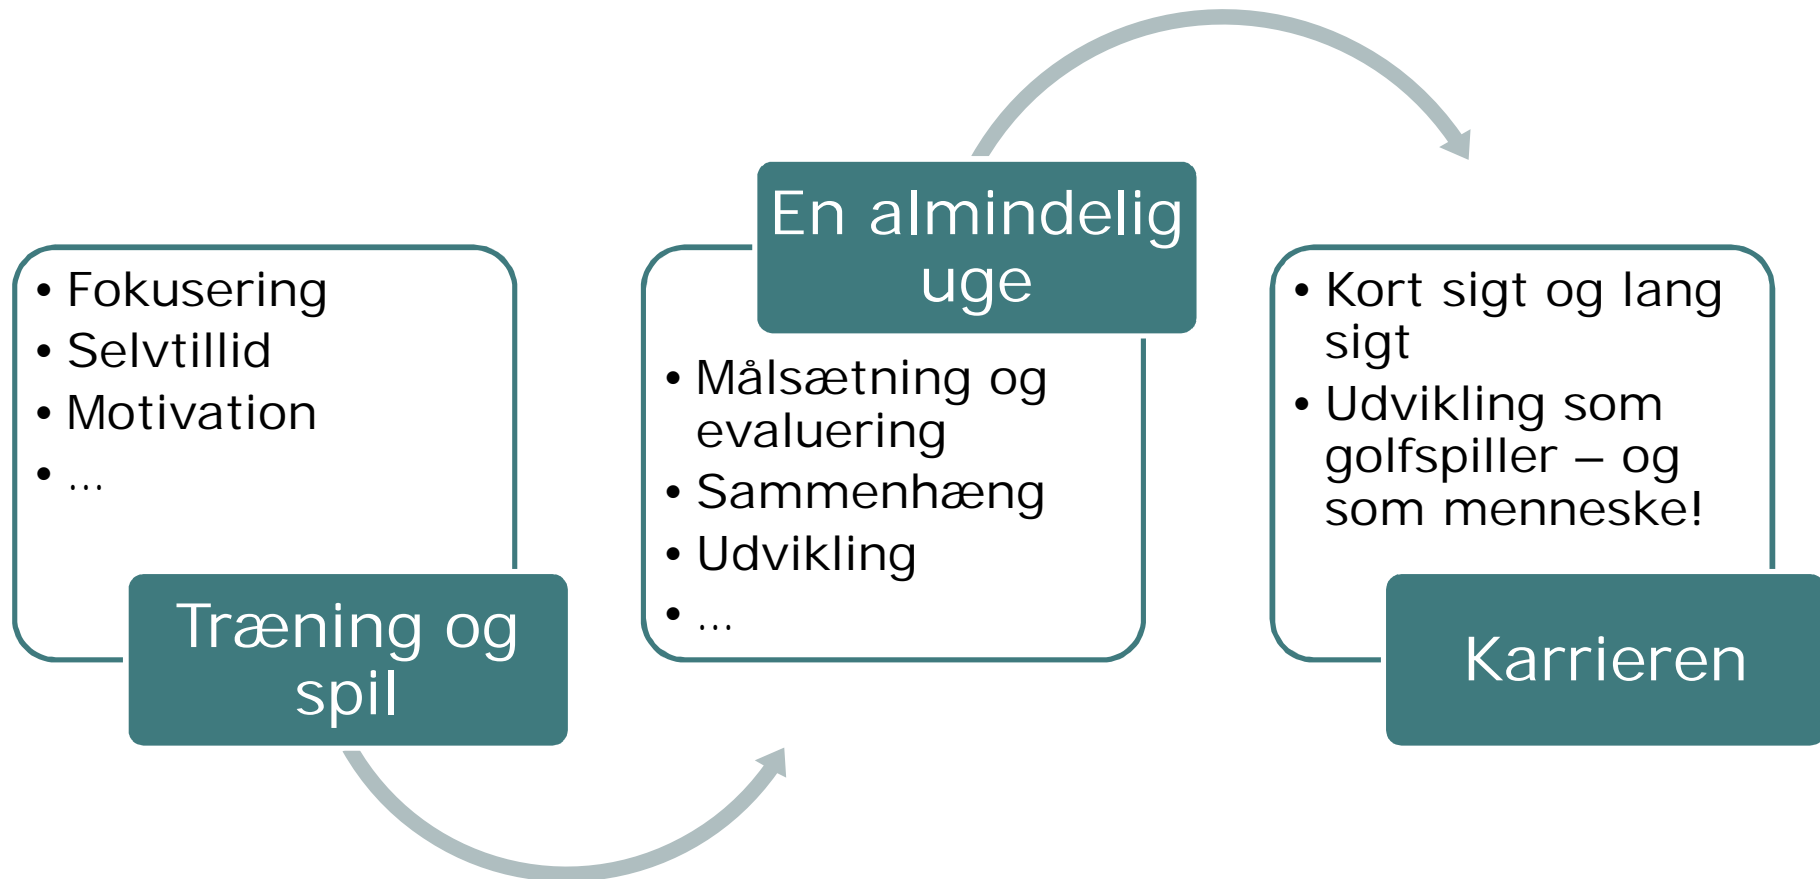 • Fokusering
• Selvtillid
• Motivation
• ...
Træning og
spil
En almindelig
uge
• Målsætning og
evaluering
• Sammenhæng
• Udvikling
• ...
• Kort sigt og lang
sigt
• Udvikling som
golfspiller – og
som menneske!
Karrieren